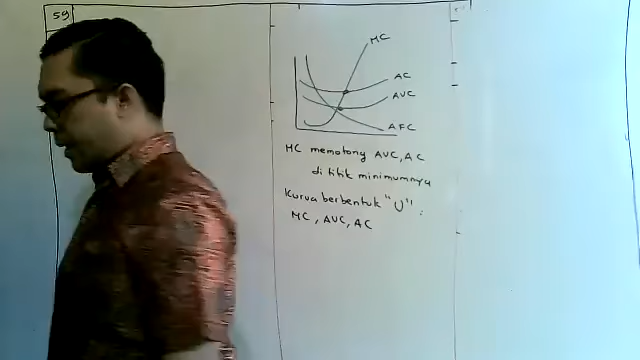 59
MC
AC
AVC
AFC
MC memotong AVC, AC
di titik minimumnya
Kurva berbentuk "U" :
MC, AVC, AC